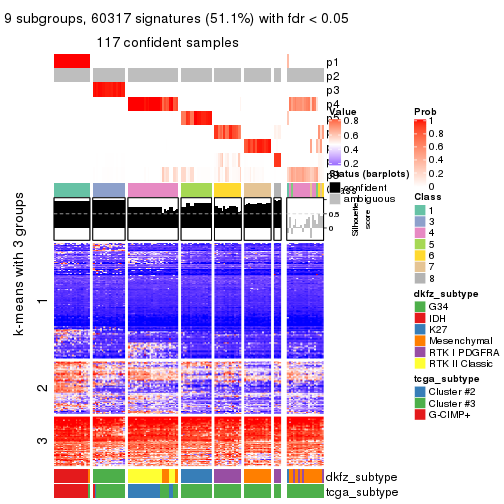 9 subgroups, 60317 signatures (51.1%) with fdr < 0.05
117 confident samples
p1
p2
p3
p4
p6
p7
Value
0.8
0.6
0.4
0.2
Prob
1
0.8
0.6
0.4
0.2
0
Status (barplots)
confident
ambiguous
0.5
0
Silhouette
score
k-means with 3 groups
1
2
3
Class
1
3
4
5
6
7
8
dkfz_subtype
G34
IDH
K27
Mesenchymal
RTK I PDGFRA
RTK II Classic
tcga_subtype
Cluster #2
Cluster #3
G-CIMP+
dkfz_subtype
tcga_subtype